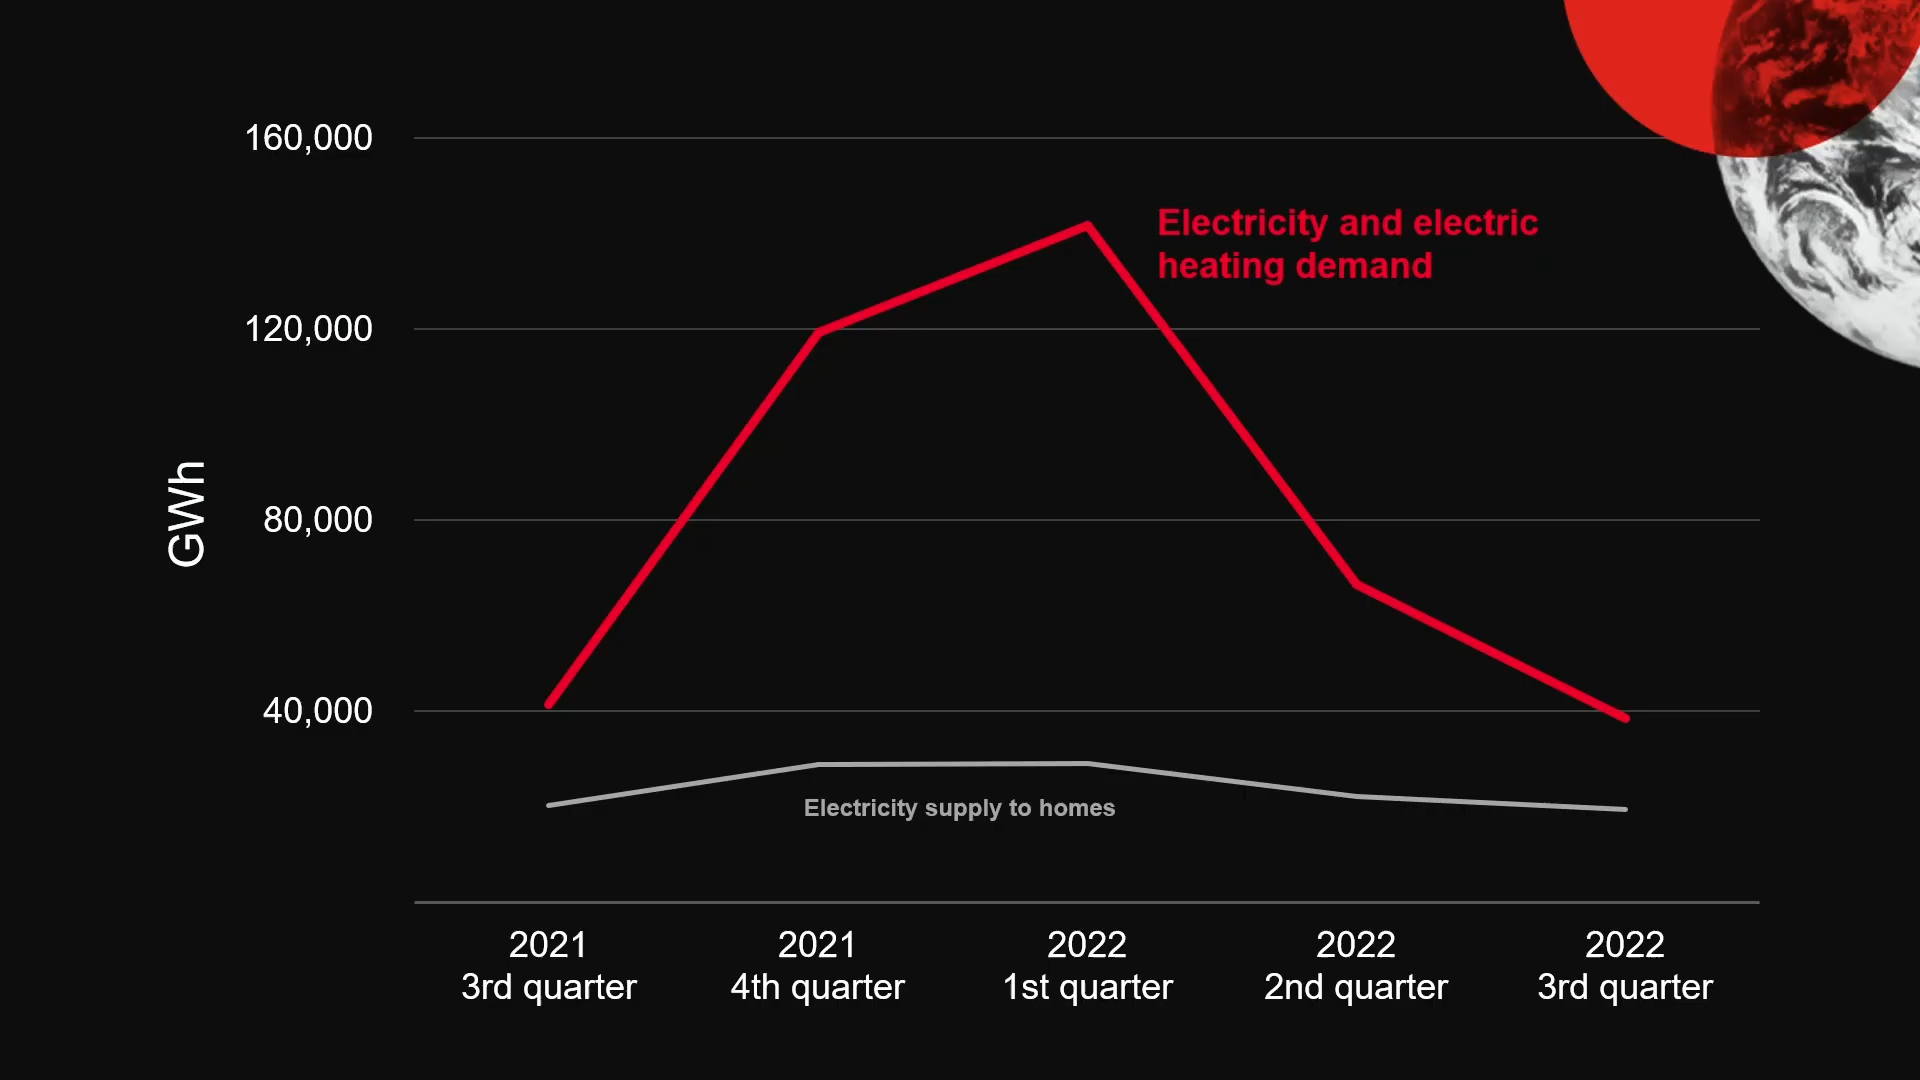 160,000
Electricity and electric
heating demand
120,000
GWh
80,000
40,000
Electricity supply to homes
2021
3rd quarter
2021
4th quarter
2022
1st quarter
2022
2nd quarter
2022
3rd quarter